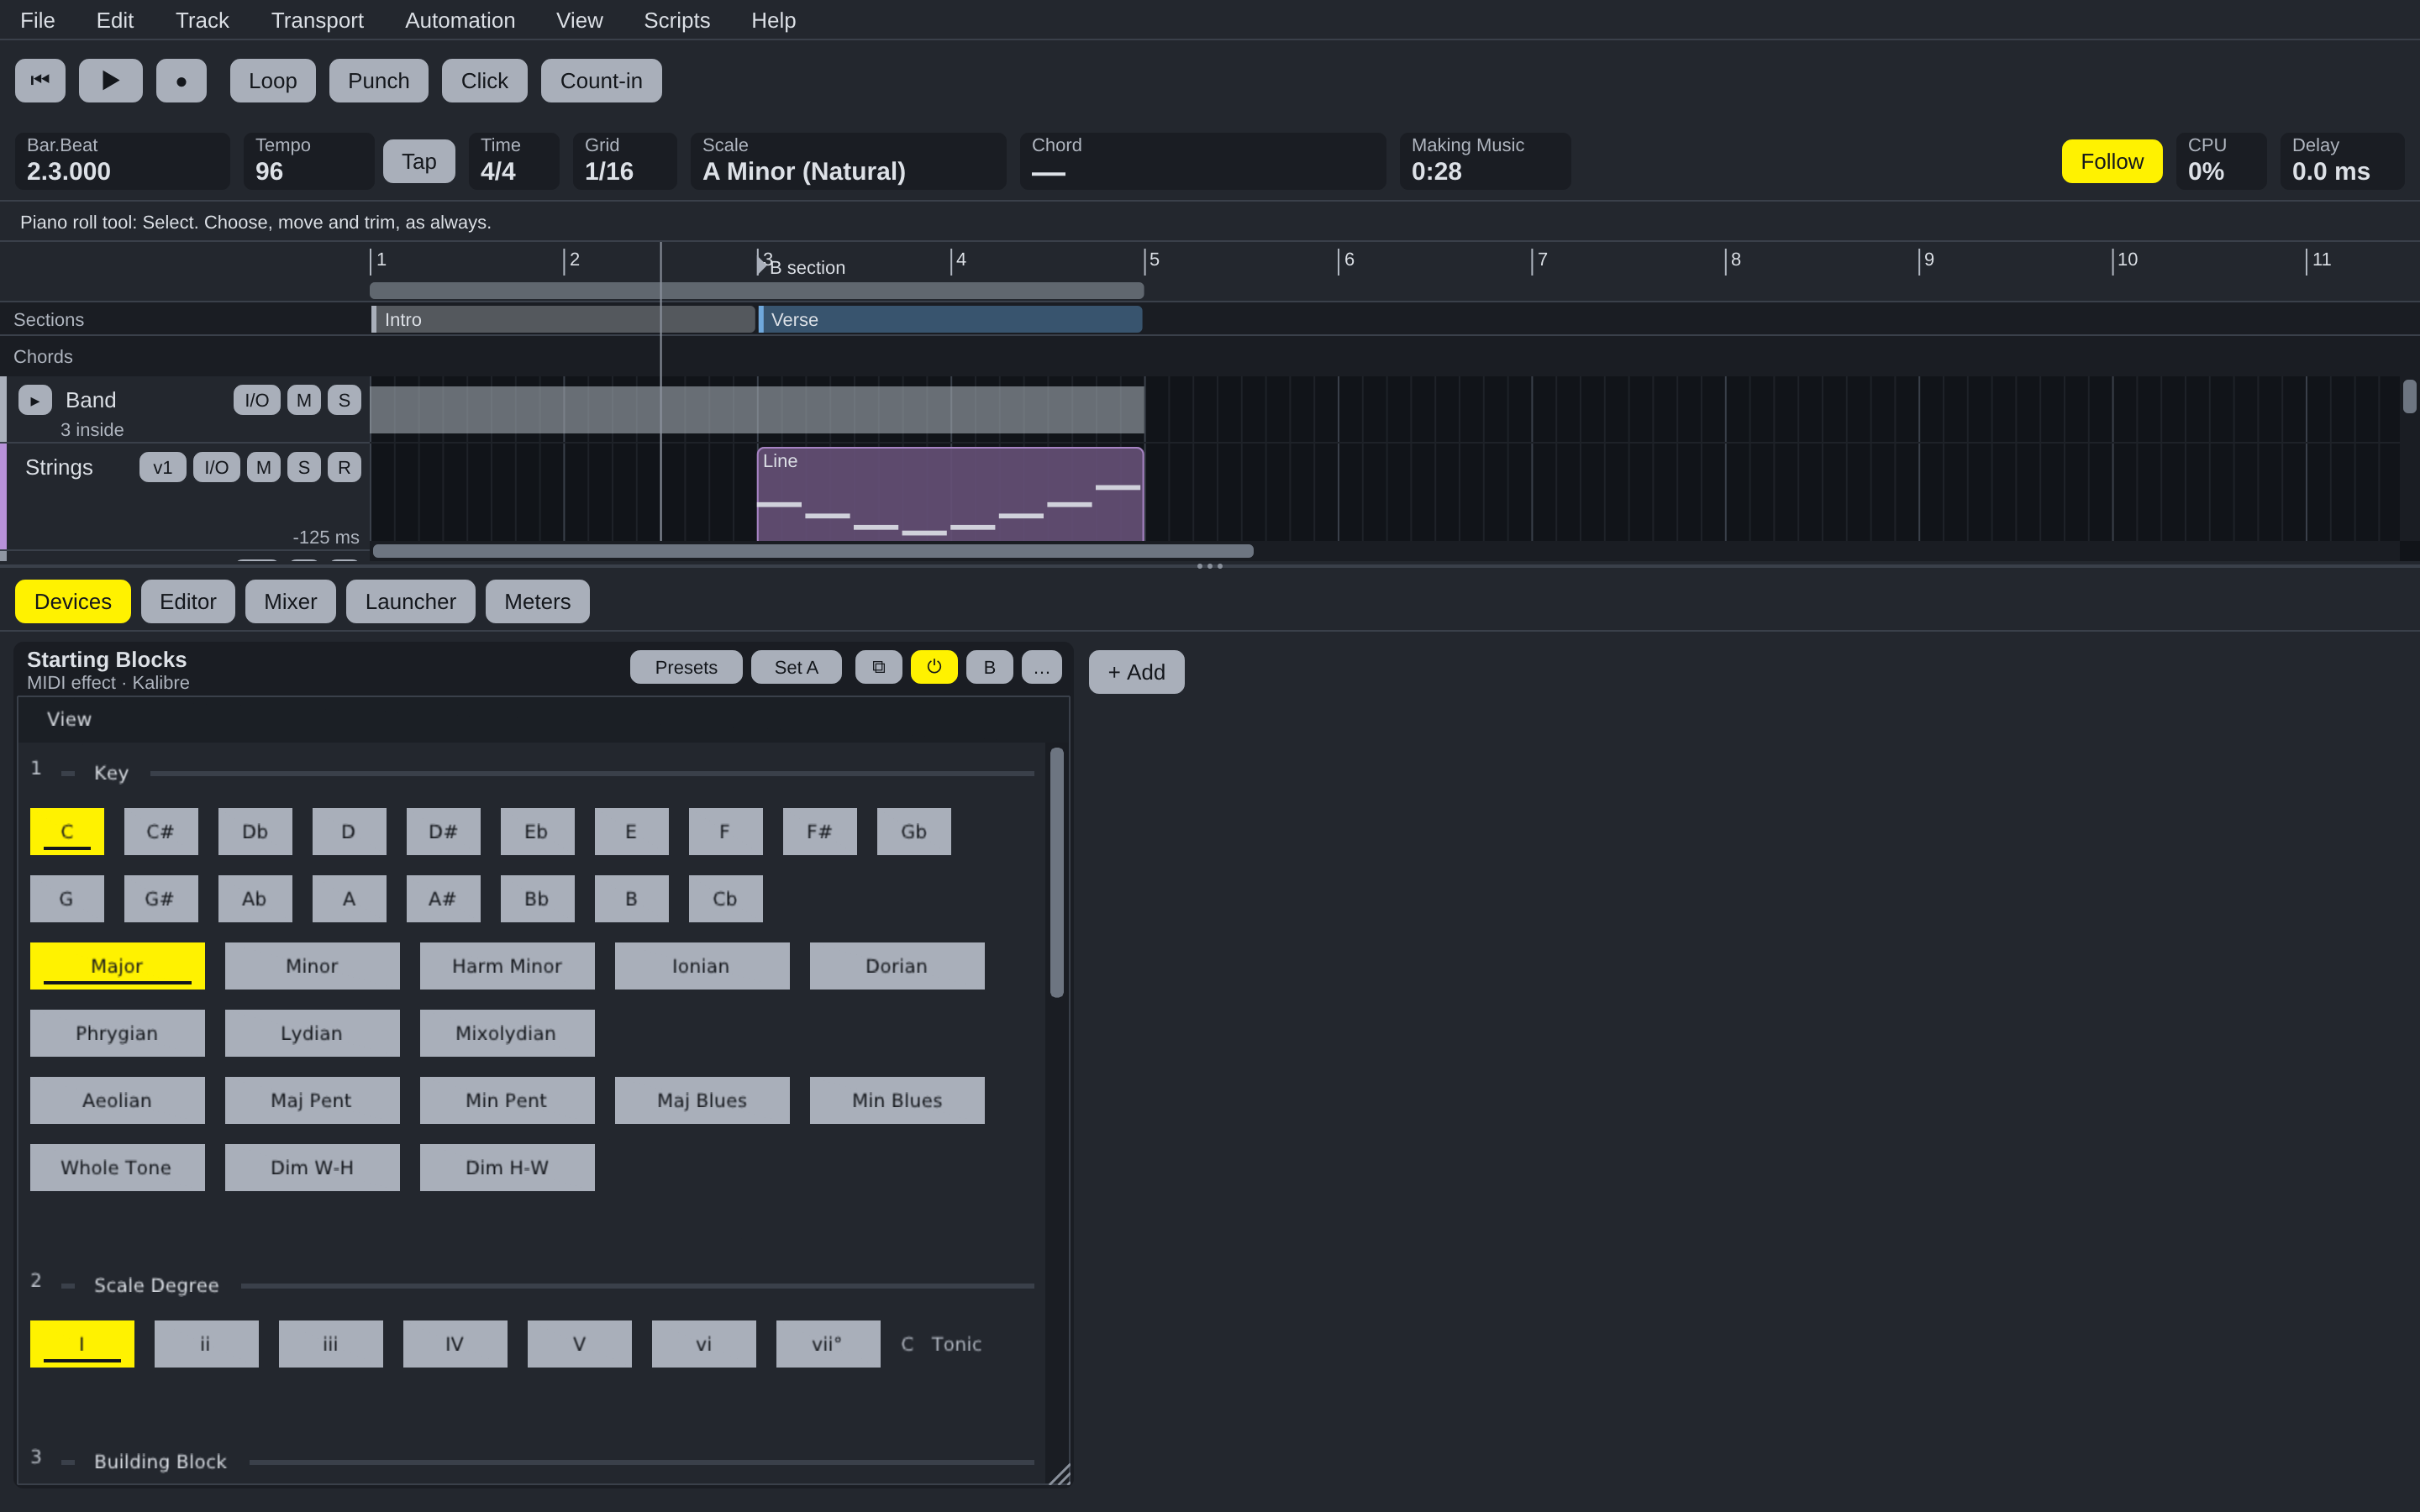 File Edit Track Transport Automation View Scripts Help
Loop Punch Click Count-in
Bar.Beat Tempo Time Grid Scale Chord Making Music CPU Delay
2.3.000 96 Tap 4/4 1/16 A Minor (Natural) — 0:28 Follow 0% 0.0 ms
Piano roll tool: Select. Choose, move and trim, as always.
1 2 3 4 5 6 7 8 9 10 11
B section
Sections Intro Verse
Chords
Band I/O M S
3 inside
Strings v1 I/O M S R
Line
-125 ms
Devices Editor Mixer Launcher Meters
Starting Blocks Presets Set A B ...
MIDI effect · Kalibre
+ Add
View
1 Key
C C# Db D D# Eb E F F# Gb
G G# Ab A A# Bb B Cb
Major Minor Harm Minor Ionian Dorian
Phrygian Lydian Mixolydian
Aeolian Maj Pent Min Pent Maj Blues Min Blues
Whole Tone Dim W-H Dim H-W
2 Scale Degree
I ii iii IV V vi vii° C Tonic
3 Building Block